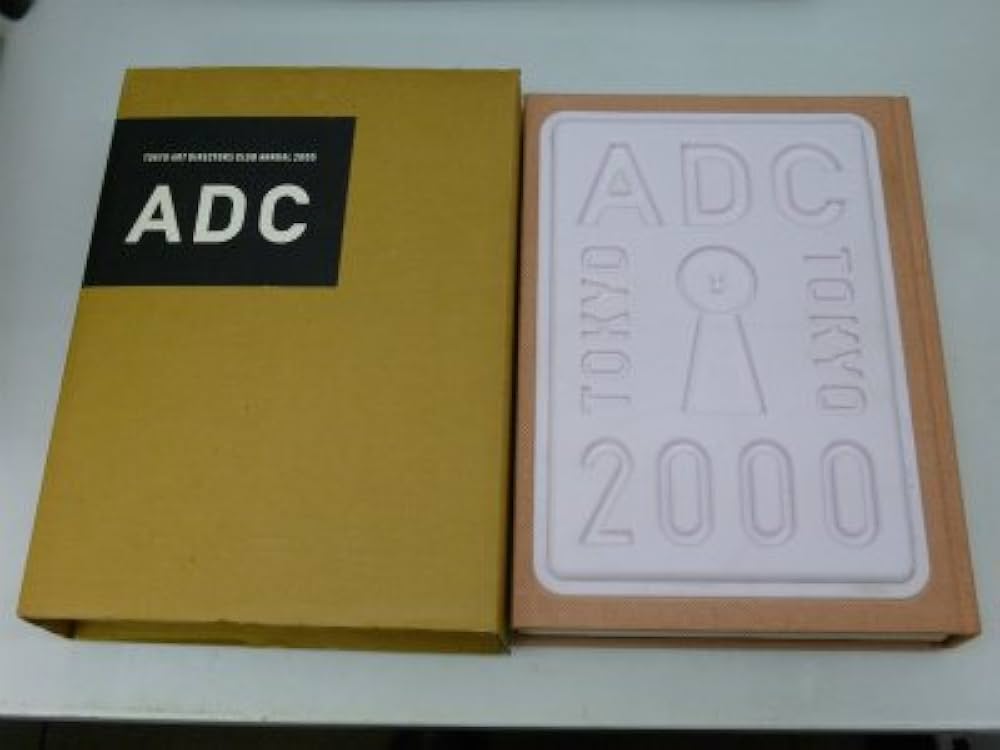 TOKYO ART DIRECTORS CLUB ANNUAL 2000
ADC
ADC
TOKYO
TOKYO
2000